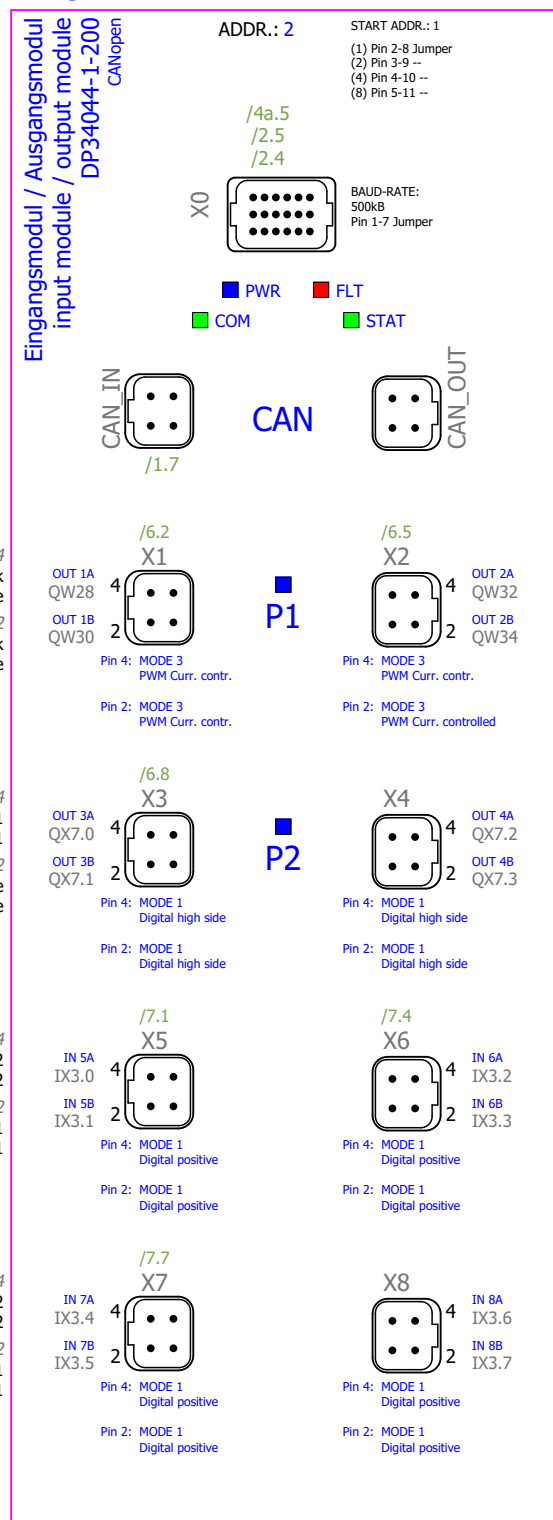 Eingangsmodul / Ausgangsmodul
input module / output module
DP34044-1-200
CANopen
ADDR.: 2
START ADDR.: 1
(1) Pin 2-8 Jumper
(2) Pin 3-9 --
(4) Pin 4-10 --
(8) Pin 5-11 --
/4a.5
/2.5
/2.4
X0
BAUD-RATE:
500kB
Pin 1-7 Jumper
PWR
FLT
COM
STAT
CAN_IN
CAN
CAN_OUT
/1.7
/6.2
X1
OUT 1A
QW28
4
OUT 1B
QW30
2
Pin 4: MODE 3
PWM Curr. contr.
Pin 2: MODE 3
PWM Curr. contr.
P1
/6.5
X2
4
OUT 2A
QW32
2
OUT 2B
QW34
Pin 4: MODE 3
PWM Curr. contr.
Pin 2: MODE 3
PWM Curr. controlled
/6.8
X3
OUT 3A
QX7.0
4
OUT 3B
QX7.1
2
Pin 4: MODE 1
Digital high side
Pin 2: MODE 1
Digital high side
P2
X4
4
OUT 4A
QX7.2
2
OUT 4B
QX7.3
Pin 4: MODE 1
Digital high side
Pin 2: MODE 1
Digital high side
/7.1
X5
IN 5A
IX3.0
4
IN 5B
IX3.1
2
Pin 4: MODE 1
Digital positive
Pin 2: MODE 1
Digital positive
/7.4
X6
4
IN 6A
IX3.2
2
IN 6B
IX3.3
Pin 4: MODE 1
Digital positive
Pin 2: MODE 1
Digital positive
/7.7
X7
IN 7A
IX3.4
4
IN 7B
IX3.5
2
Pin 4: MODE 1
Digital positive
Pin 2: MODE 1
Digital positive
X8
4
IN 8A
IX3.6
2
IN 8B
IX3.7
Pin 4: MODE 1
Digital positive
Pin 2: MODE 1
Digital positive